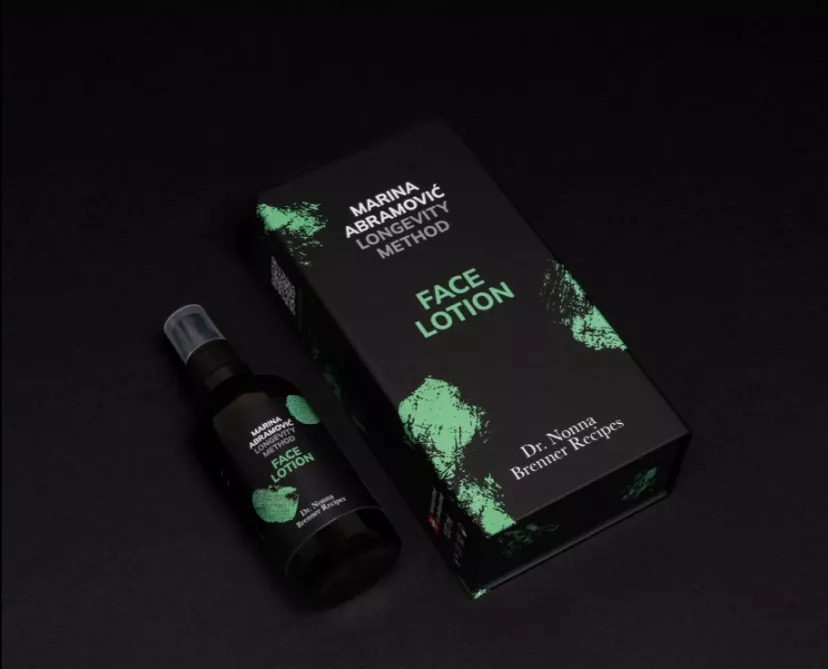 MARINA
ABRAMOVIĆ
LONGEVITY
METHOD
FACE
LOTION
Dr. Nonna
Brenner Recipes
MARINA
ABRAMOVIĆ
LONGEVITY
METHOD
FACE
LOTION
Dr. Nonna
Brenner Recipes